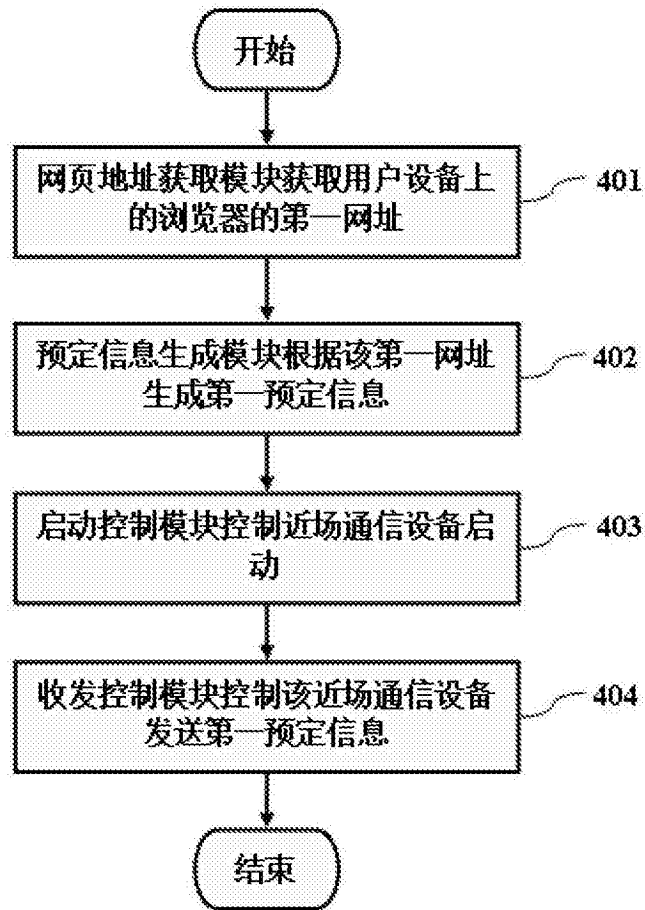 开始
网页地址获取模块获取用户设备上
的浏览器的第一网址
401
预定信息生成模块根据该第一网址
生成第一预定信息
402
启动控制模块控制近场通信设备启
动
403
收发控制模块控制该近场通信设备
发送第一预定信息
404
结束